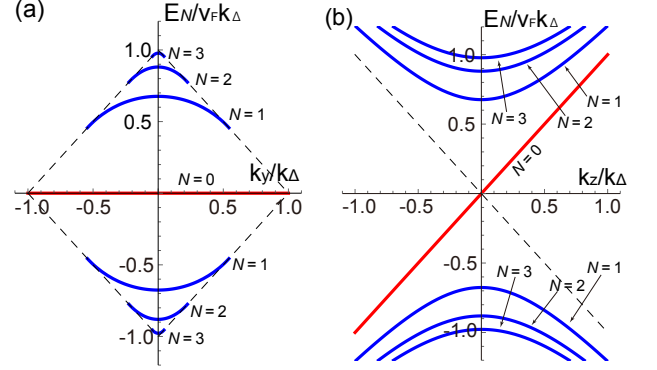 (a)
E_N/v_F k_Δ
1.0
N = 3
N = 2
0.5
N = 1
N = 0
k_y/k_Δ
-1.0
-0.5
0.5
1.0
-0.5
N = 1
N = 2
-1.0
N = 3
(b)
E_N/v_F k_Δ
1.0
N = 1
N = 2
N = 3
0.5
N = 0
k_z/k_Δ
-1.0
-0.5
0.5
1.0
-0.5
N = 3
N = 2
N = 1
-1.0